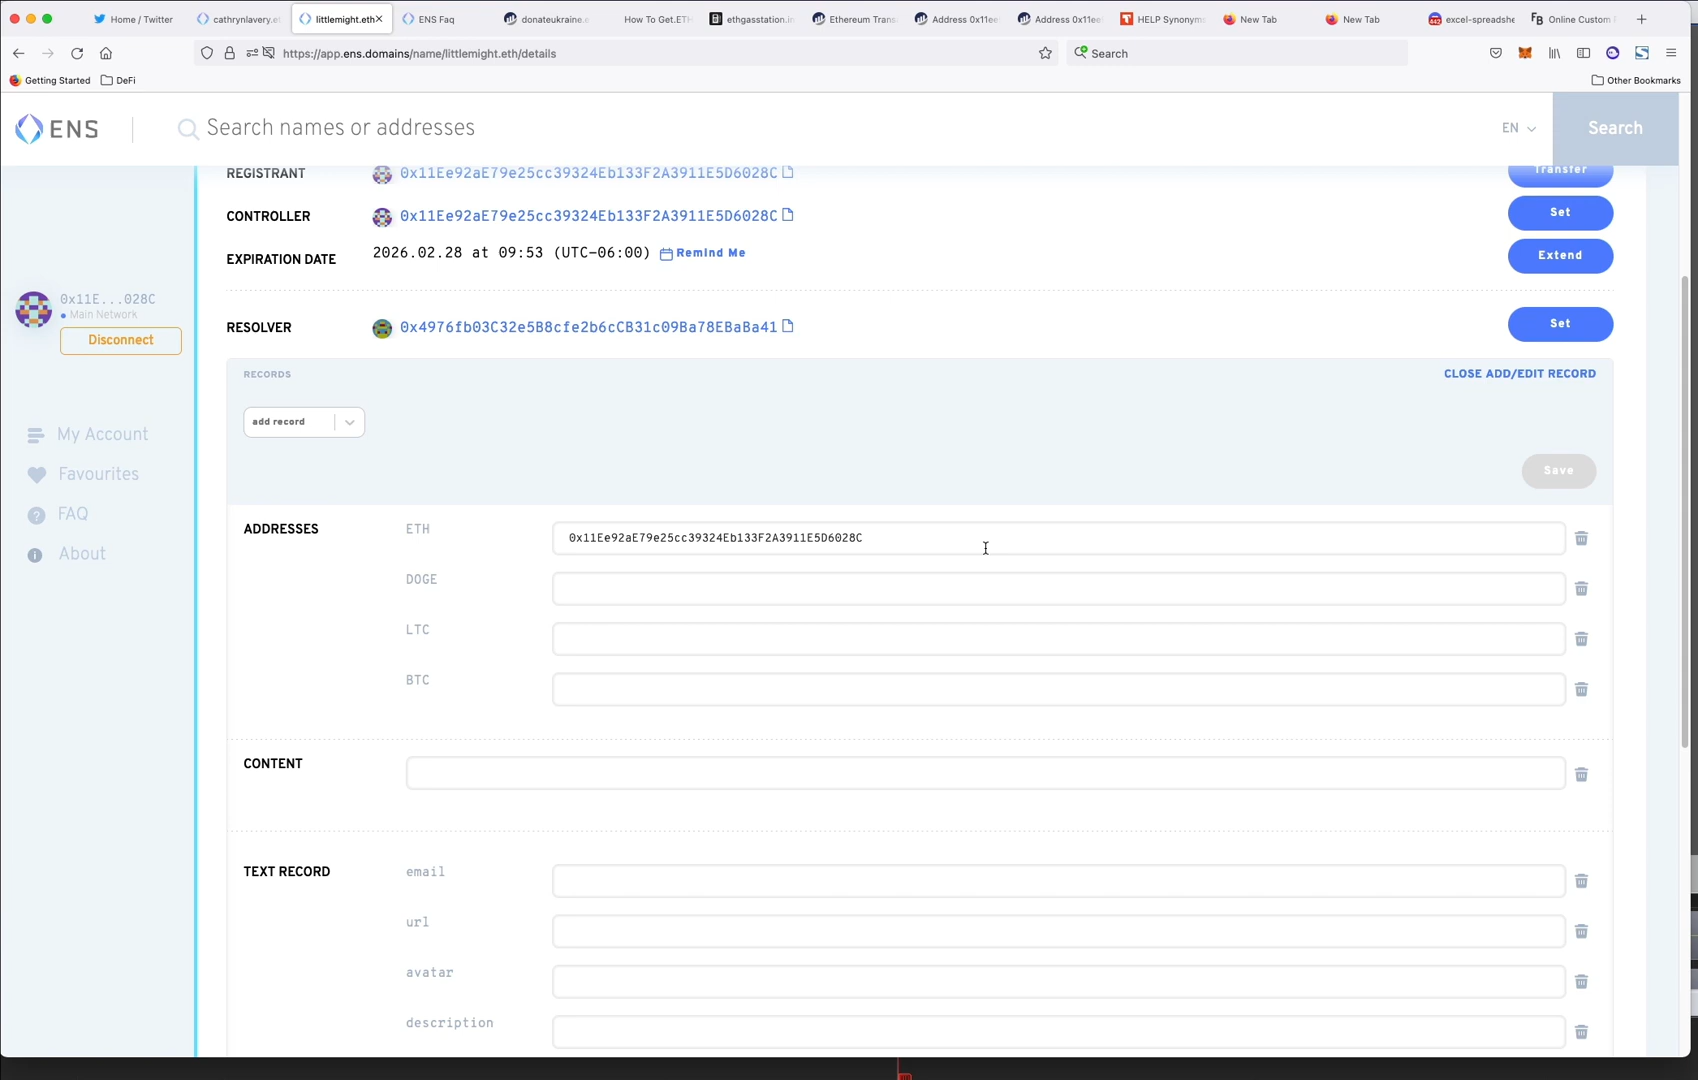 Home / Twitter
cathrynlavery.et
littlemight.eth
ENS Faq
donateukraine.e
How To Get.ETH
ethgasstation.in
Ethereum Trans
Address 0x11ee
Address 0x11ee
HELP Synonyms
New Tab
New Tab
excel-spreadshe
Online Custom
https://app.ens.domains/name/littlemight.eth/details
Search
Getting Started
DeFi
Other Bookmarks
ENS
Search names or addresses
EN
Search
REGISTRANT
0x11Ee92aE79e25cc39324Eb133F2A3911E5D6028C
Transfer
CONTROLLER
0x11Ee92aE79e25cc39324Eb133F2A3911E5D6028C
Set
EXPIRATION DATE
2026.02.28 at 09:53 (UTC-06:00)
Remind Me
Extend
0x11E...028C
Main Network
Disconnect
RESOLVER
0x4976fb03C32e5B8cfe2b6cCB31c09Ba78EBaBa41
Set
RECORDS
CLOSE ADD/EDIT RECORD
add record
Save
My Account
Favourites
FAQ
About
ADDRESSES
ETH
0x11Ee92aE79e25cc39324Eb133F2A3911E5D6028C
DOGE
LTC
BTC
CONTENT
TEXT RECORD
email
url
avatar
description